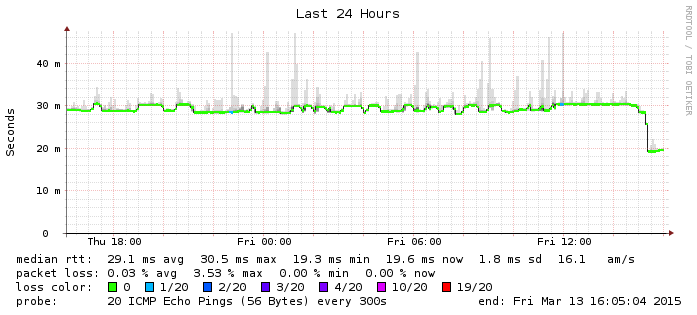 Last 24 Hours
RRDTOOL / TOBI OETIKER
Seconds
40 m
30 m
20 m
10 m
0
Thu 18:00 Fri 00:00 Fri 06:00 Fri 12:00
median rtt: 29.1 ms avg 30.5 ms max 19.3 ms min 19.6 ms now 1.8 ms sd 16.1 am/s
packet loss: 0.03 % avg 3.53 % max 0.00 % min 0.00 % now
loss color: 0 1/20 2/20 3/20 4/20 10/20 19/20
probe: 20 ICMP Echo Pings (56 Bytes) every 300s end: Fri Mar 13 16:05:04 2015